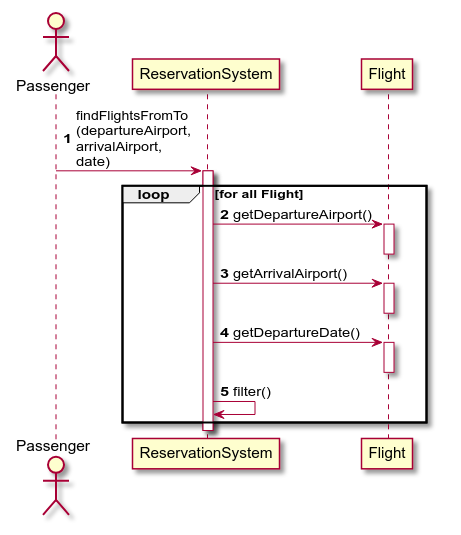 Passenger
ReservationSystem
Flight
findFlightsFromTo
(departureAirport,
1 arrivalAirport,
date)
loop [for all Flight]
2 getDepartureAirport()
3 getArrivalAirport()
4 getDepartureDate()
5 filter()
Passenger
ReservationSystem
Flight